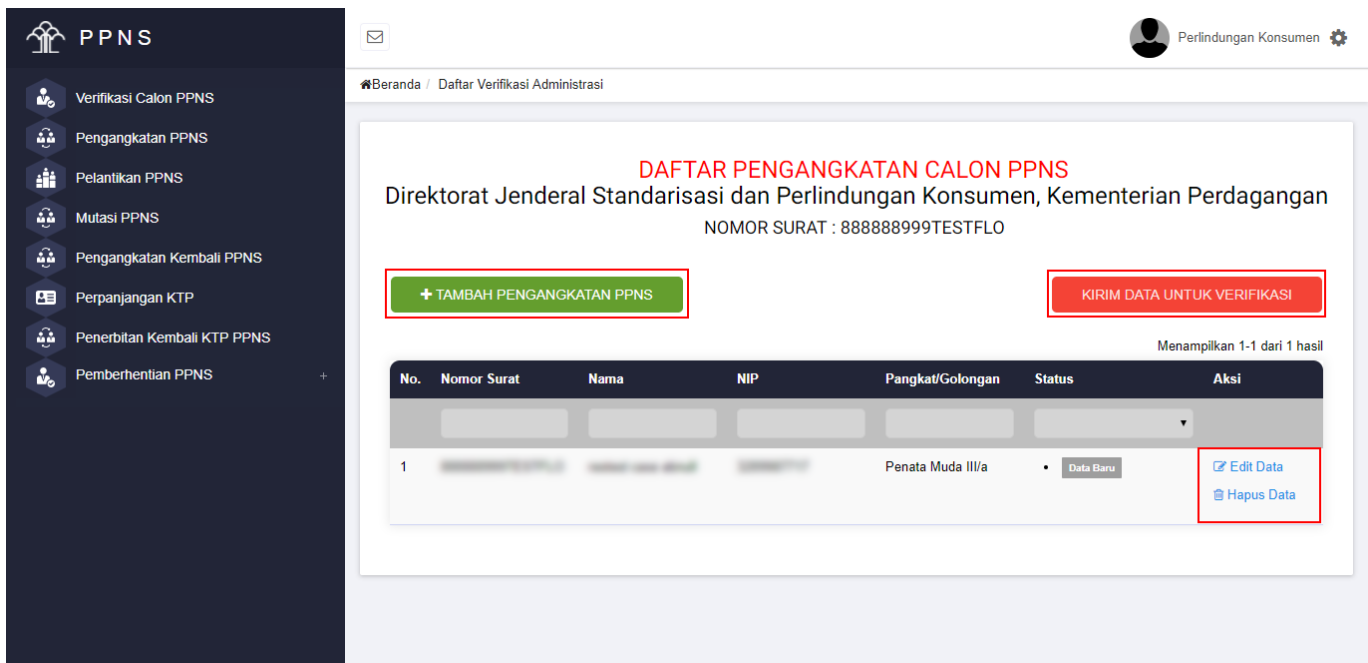 PPNS
Perlindungan Konsumen
Verifikasi Calon PPNS
Pengangkatan PPNS
Pelantikan PPNS
Mutasi PPNS
Pengangkatan Kembali PPNS
Perpanjangan KTP
Penerbitan Kembali KTP PPNS
Pemberhentian PPNS +
Beranda / Daftar Verifikasi Administrasi
DAFTAR PENGANGKATAN CALON PPNS
Direktorat Jenderal Standarisasi dan Perlindungan Konsumen, Kementerian Perdagangan
NOMOR SURAT : 888888999TESTFLO
+ TAMBAH PENGANGKATAN PPNS
KIRIM DATA UNTUK VERIFIKASI
Menampilkan 1-1 dari 1 hasil
No. Nomor Surat Nama NIP Pangkat/Golongan Status Aksi
1 Penata Muda III/a • Data Baru Edit Data
Hapus Data